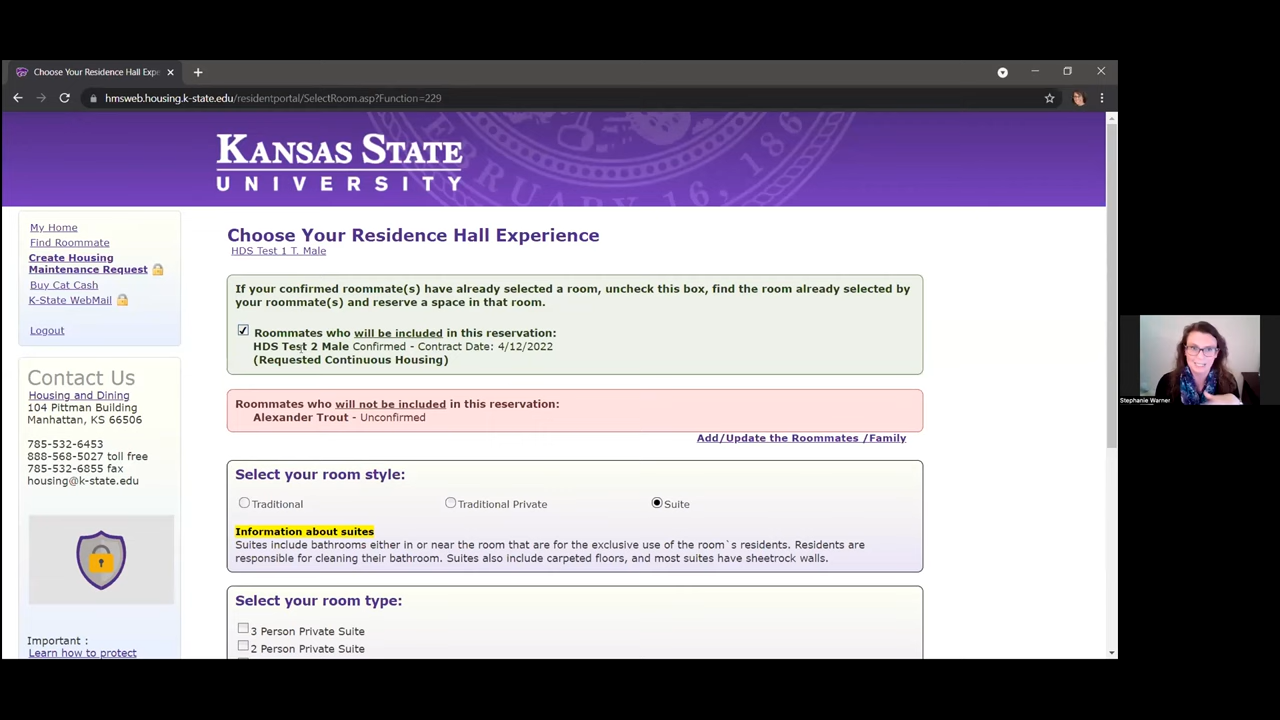 Choose Your Residence Hall Expe
hmsweb.housing.k-state.edu/residentportal/SelectRoom.asp?Function=229
FEBRUARY 16, 186
KANSAS STATE
UNIVERSITY
My Home
Find Roommate
Create Housing
Maintenance Request
Buy Cat Cash
K-State WebMail
Logout
Contact Us
Housing and Dining
104 Pittman Building
Manhattan, KS 66506
785-532-6453
888-568-5027 toll free
785-532-6855 fax
housing@k-state.edu
Important :
Learn how to protect
Choose Your Residence Hall Experience
HDS Test 1 T. Male
If your confirmed roommate(s) have already selected a room, uncheck this box, find the room already selected by
your roommate(s) and reserve a space in that room.
Roommates who will be included in this reservation:
HDS Test 2 Male Confirmed - Contract Date: 4/12/2022
(Requested Continuous Housing)
Roommates who will not be included in this reservation:
Alexander Trout - Unconfirmed
Add/Update the Roommates /Family
Select your room style:
Traditional
Traditional Private
Suite
Information about suites
Suites include bathrooms either in or near the room that are for the exclusive use of the room`s residents. Residents are
responsible for cleaning their bathroom. Suites also include carpeted floors, and most suites have sheetrock walls.
Select your room type:
3 Person Private Suite
2 Person Private Suite
Stephanie Warner